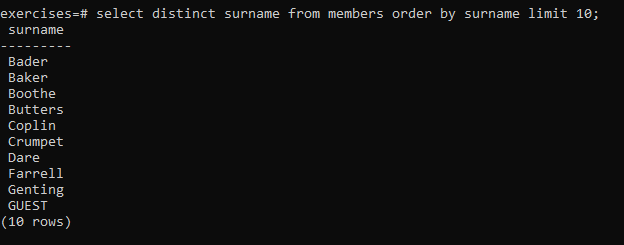 exercises=# select distinct surname from members order by surname limit 10;
surname
---------
Bader
Baker
Boothe
Butters
Coplin
Crumpet
Dare
Farrell
Genting
GUEST
(10 rows)